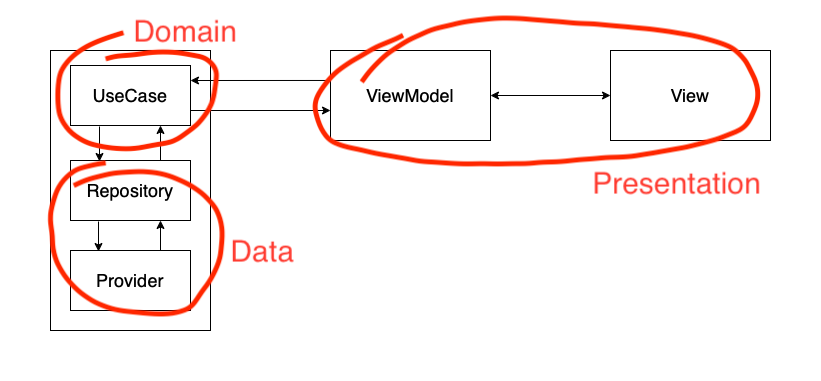 Domain
UseCase
ViewModel
View
Repository
Presentation
Data
Provider